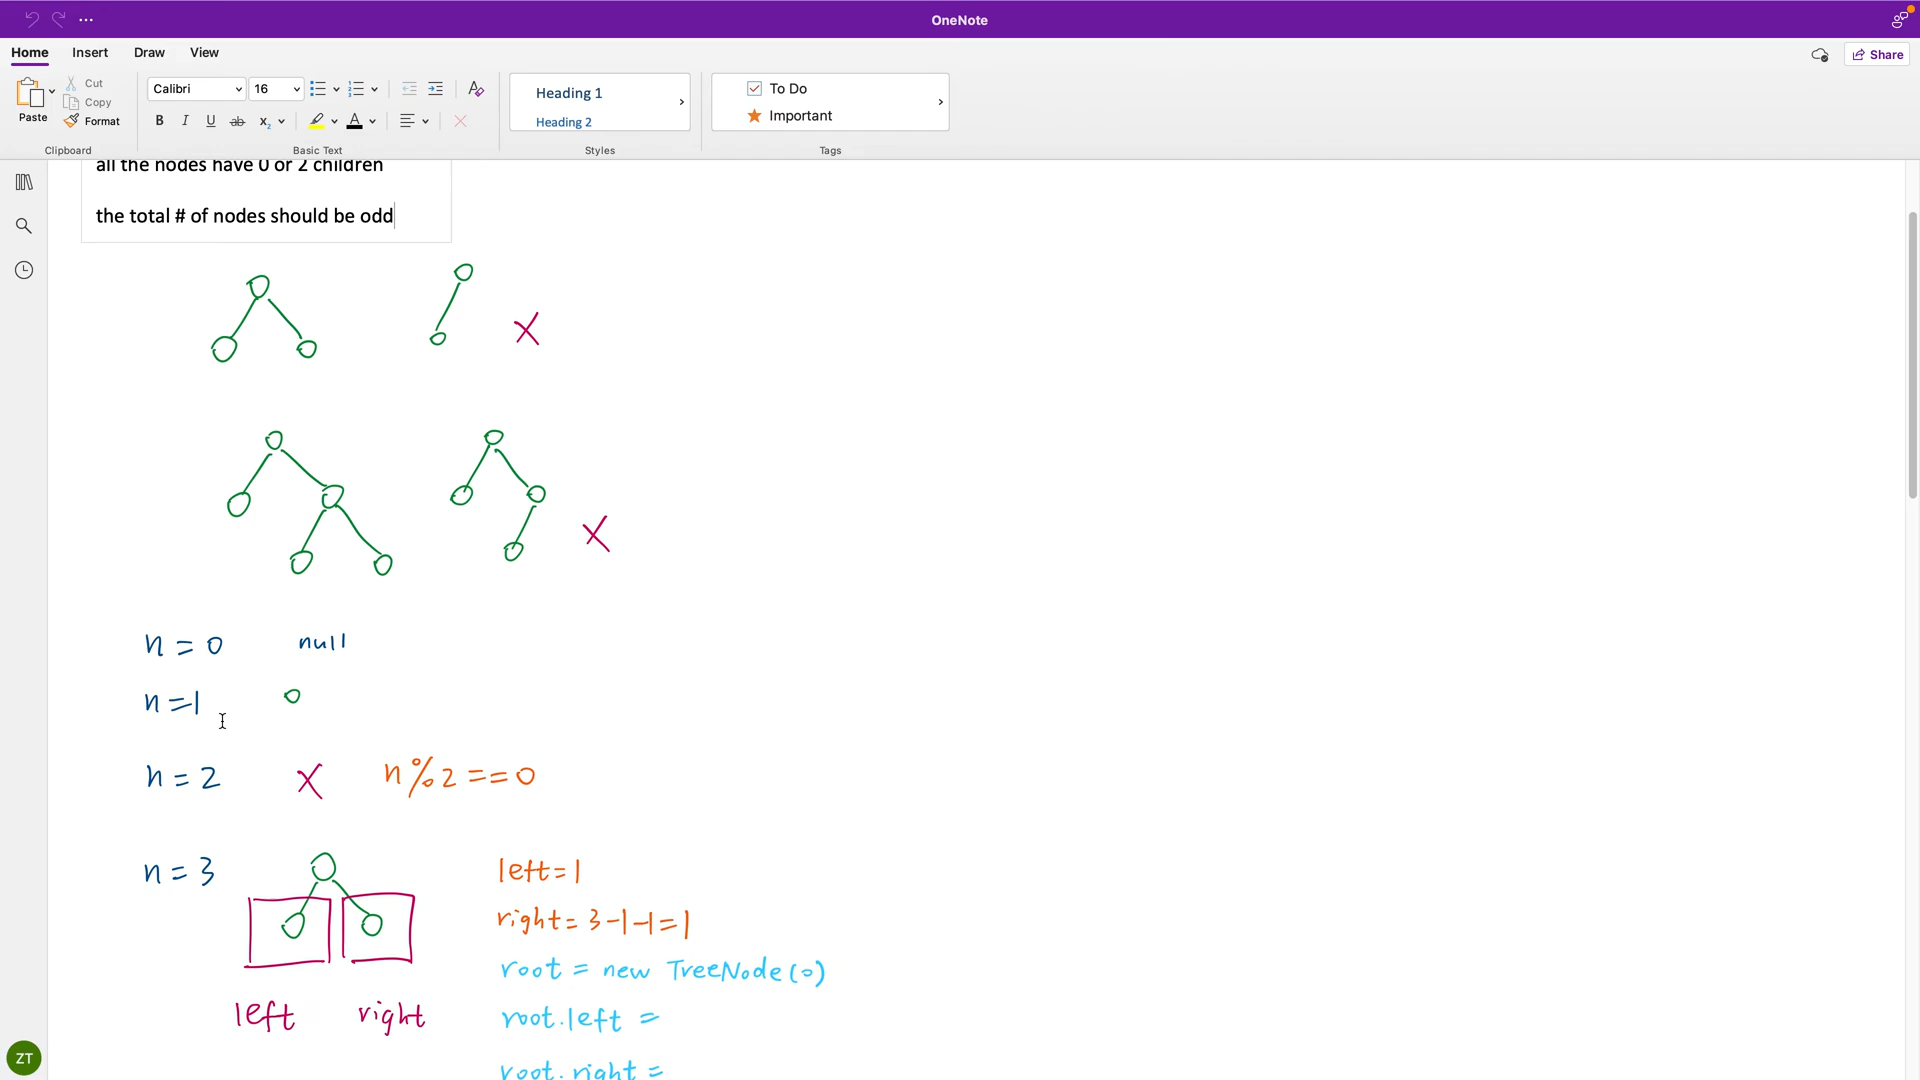 OneNote
Home Insert Draw View
Share
Paste
Cut
Copy
Format
Clipboard
Calibri 16
B I U ab x₂ A
Basic Text
Heading 1
Heading 2
Styles
To Do
Important
Tags
all the nodes have 0 or 2 children
the total # of nodes should be odd
X
X
n = 0 null
n = 1
n = 2 X n % 2 == 0
n = 3
left = 1
right = 3 - 1 - 1 = 1
root = new TreeNode(0)
left right
root.left =
root.right =
ZT